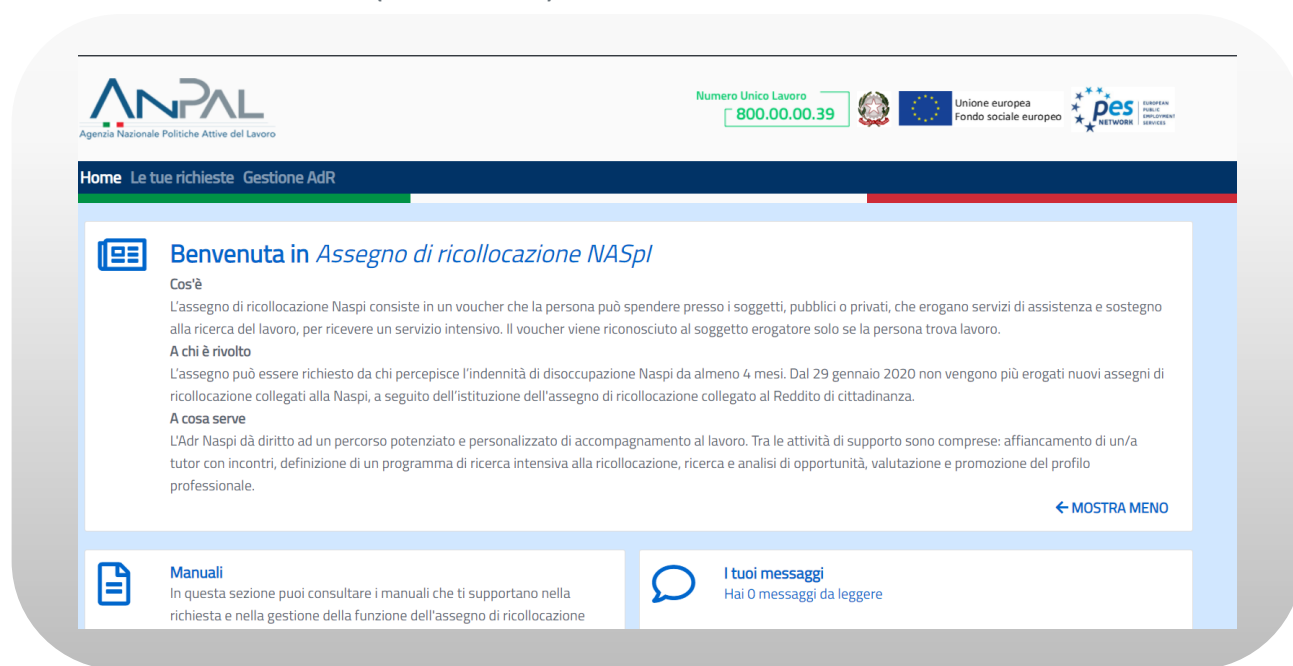 ANPAL
Agenzia Nazionale Politiche Attive del Lavoro
Numero Unico Lavoro
800.00.00.39
Unione europea
Fondo sociale europeo
pes
NETWORK
EUROPEAN
PUBLIC
EMPLOYMENT
SERVICES
Home Le tue richieste Gestione AdR
Benvenuta in Assegno di ricollocazione NASpI
Cos'è
L'assegno di ricollocazione Naspi consiste in un voucher che la persona può spendere presso i soggetti, pubblici o privati, che erogano servizi di assistenza e sostegno
alla ricerca del lavoro, per ricevere un servizio intensivo. Il voucher viene riconosciuto al soggetto erogatore solo se la persona trova lavoro.
A chi è rivolto
L'assegno può essere richiesto da chi percepisce l'indennità di disoccupazione Naspi da almeno 4 mesi. Dal 29 gennaio 2020 non vengono più erogati nuovi assegni di
ricollocazione collegati alla Naspi, a seguito dell'istituzione dell'assegno di ricollocazione collegato al Reddito di cittadinanza.
A cosa serve
L'Adr Naspi dà diritto ad un percorso potenziato e personalizzato di accompagnamento al lavoro. Tra le attività di supporto sono comprese: affiancamento di un/a
tutor con incontri, definizione di un programma di ricerca intensiva alla ricollocazione, ricerca e analisi di opportunità, valutazione e promozione del profilo
professionale.
MOSTRA MENO
Manuali
In questa sezione puoi consultare i manuali che ti supportano nella
richiesta e nella gestione della funzione dell'assegno di ricollocazione
I tuoi messaggi
Hai 0 messaggi da leggere